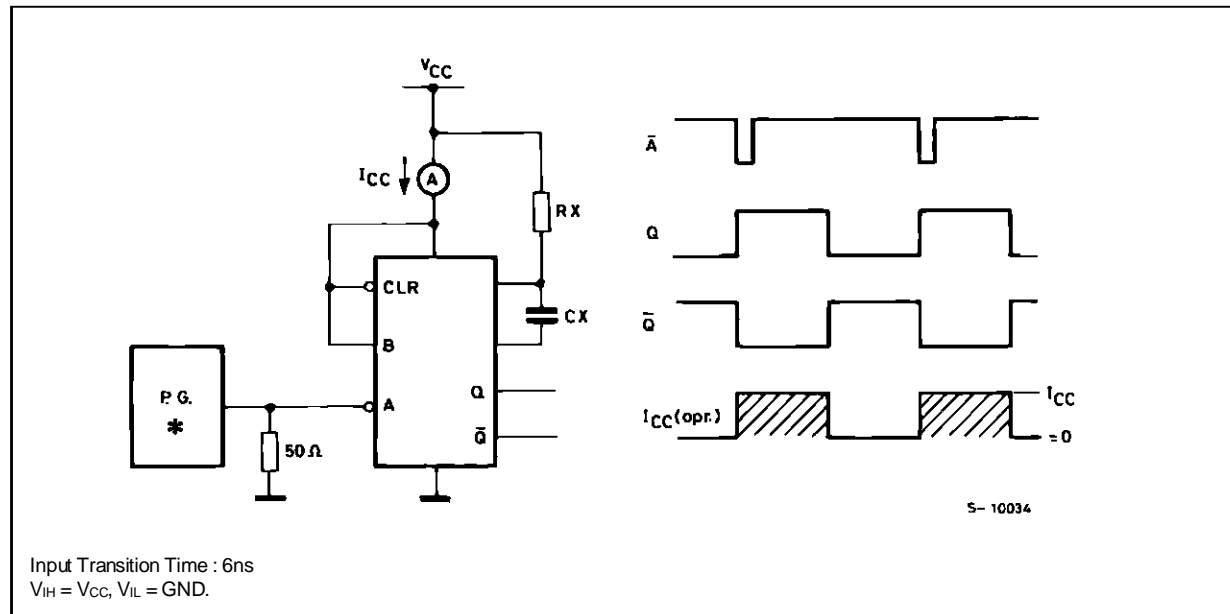 VCC
ICC
A
RX
CLR
CX
B
P.G.
*
A
Q
50Ω
Q̄
Ā
Q
Q̄
ICC(opr.)
ICC
=0
S-10034
Input Transition Time : 6ns
VIH = VCC, VIL = GND.